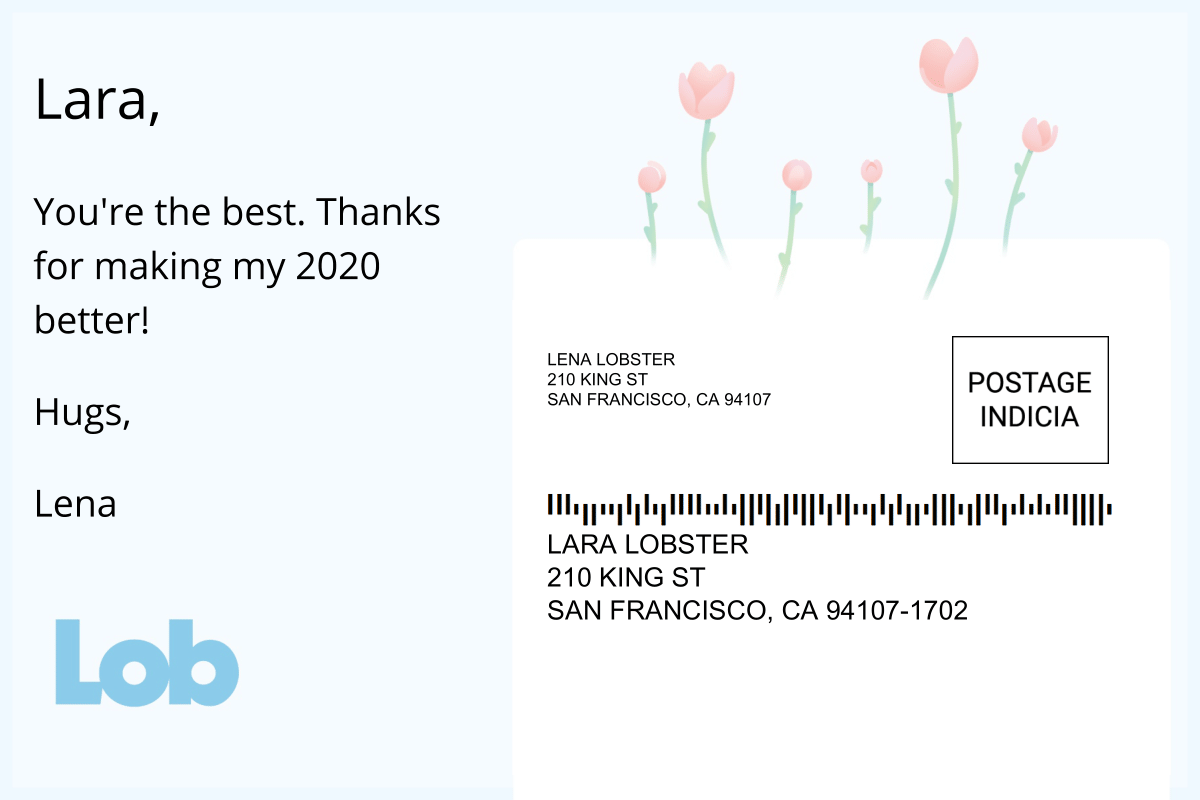 Lara,
You're the best. Thanks
for making my 2020
better!
Hugs,
Lena
Lob
LENA LOBSTER
210 KING ST
SAN FRANCISCO, CA 94107
POSTAGE
INDICIA
LARA LOBSTER
210 KING ST
SAN FRANCISCO, CA 94107-1702